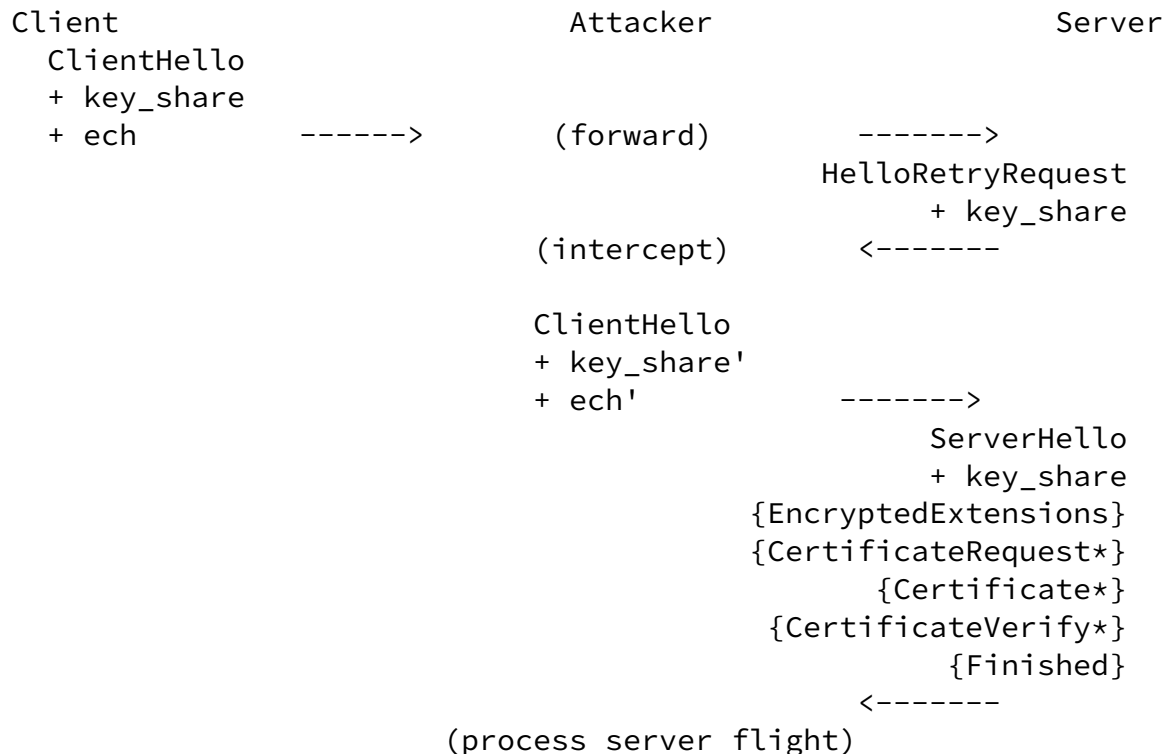 Client Attacker Server
ClientHello
+ key_share
+ ech ------> (forward) ------->
HelloRetryRequest
+ key_share
(intercept) <-------
ClientHello
+ key_share'
+ ech' ------->
ServerHello
+ key_share
{EncryptedExtensions}
{CertificateRequest*}
{Certificate*}
{CertificateVerify*}
{Finished}
<-------
(process server flight)